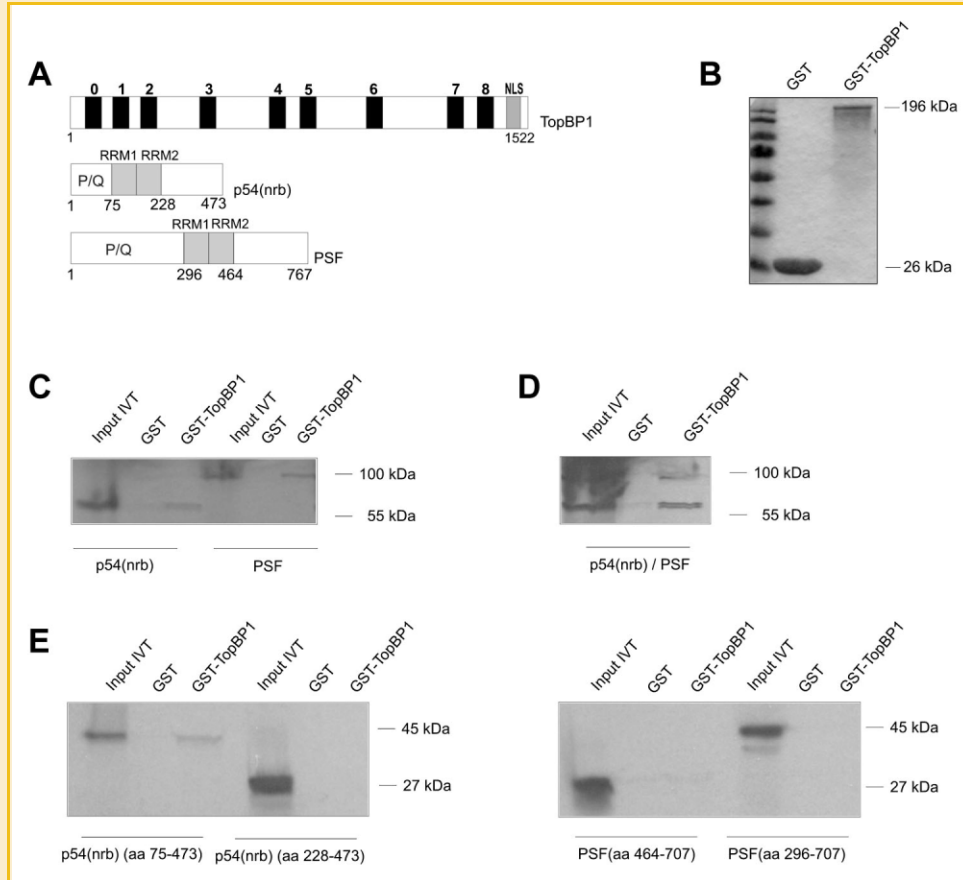 A
0 1 2 3 4 5 6 7 8 NLS
TopBP1
1 1522
RRM1 RRM2
P/Q
p54(nrb)
1 75 228 473
RRM1 RRM2
P/Q
PSF
1 296 464 767
B
GST
GST-TopBP1
196 kDa
26 kDa
C
Input IVT
GST
GST-TopBP1
Input IVT
GST
GST-TopBP1
100 kDa
55 kDa
p54(nrb)
PSF
D
Input IVT
GST
GST-TopBP1
100 kDa
55 kDa
p54(nrb) / PSF
E
Input IVT
GST
GST-TopBP1
Input IVT
GST
GST-TopBP1
45 kDa
27 kDa
p54(nrb) (aa 75-473)
p54(nrb) (aa 228-473)
Input IVT
GST
GST-TopBP1
Input IVT
GST
GST-TopBP1
45 kDa
27 kDa
PSF(aa 464-707)
PSF(aa 296-707)